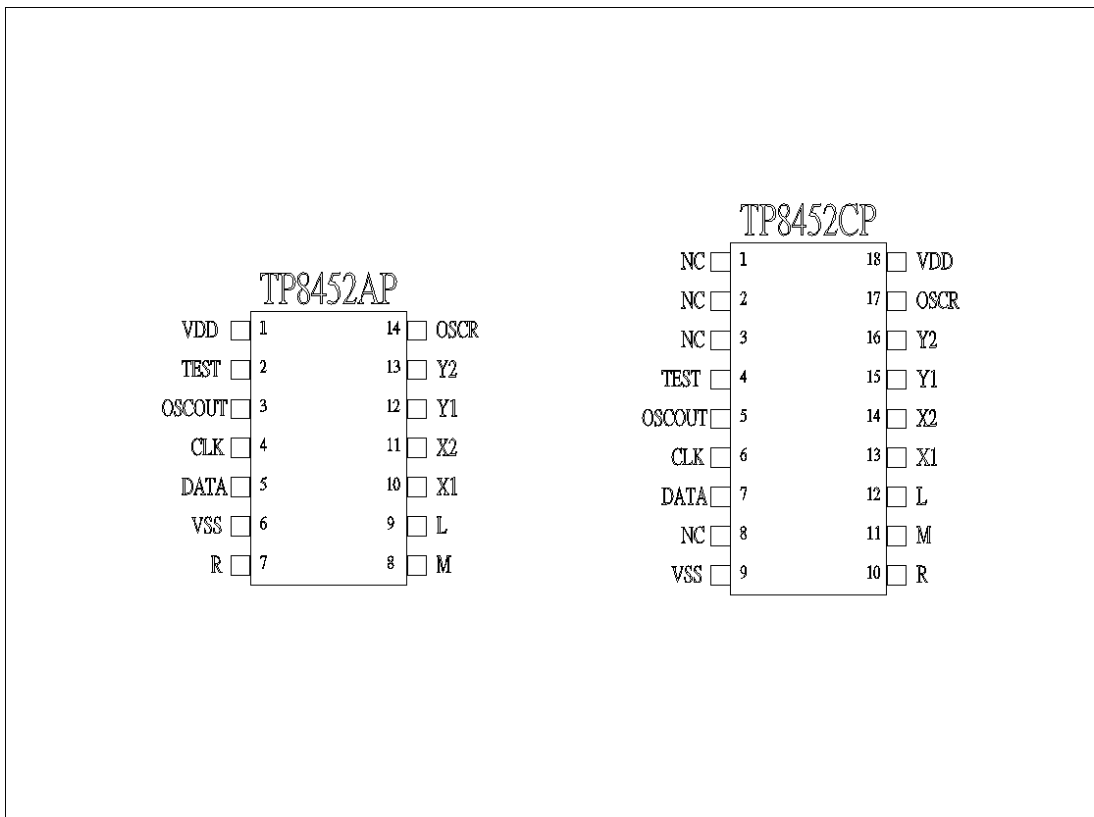 TP8452AP
VDD 1 14 OSCR
TEST 2 13 Y2
OSCOUT 3 12 Y1
CLK 4 11 X2
DATA 5 10 X1
VSS 6 9 L
R 7 8 M
TP8452CP
NC 1 18 VDD
NC 2 17 OSCR
NC 3 16 Y2
TEST 4 15 Y1
OSCOUT 5 14 X2
CLK 6 13 X1
DATA 7 12 L
NC 8 11 M
VSS 9 10 R